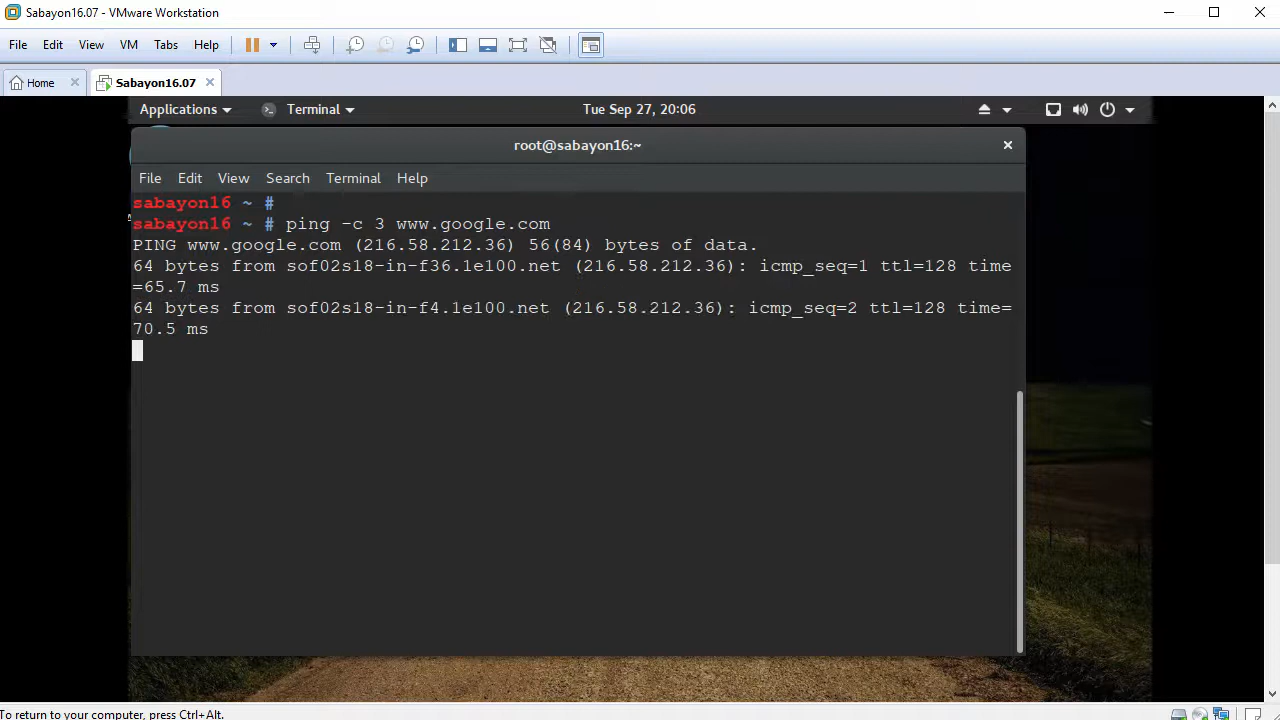 Sabayon16.07 - VMware Workstation
File Edit View VM Tabs Help
Home Sabayon16.07
Applications Terminal Tue Sep 27, 20:06
root@sabayon16:~
File Edit View Search Terminal Help
sabayon16 ~ #
sabayon16 ~ # ping -c 3 www.google.com
PING www.google.com (216.58.212.36) 56(84) bytes of data.
64 bytes from sof02s18-in-f36.1e100.net (216.58.212.36): icmp_seq=1 ttl=128 time
=65.7 ms
64 bytes from sof02s18-in-f4.1e100.net (216.58.212.36): icmp_seq=2 ttl=128 time=
70.5 ms
To return to your computer, press Ctrl+Alt.